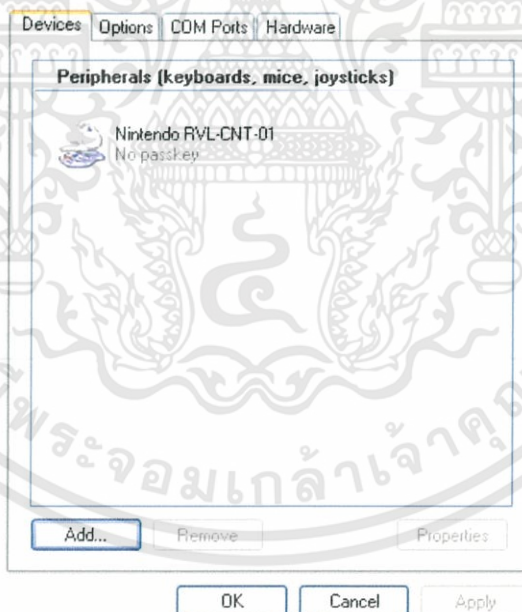 Devices Options COM Ports Hardware
Peripherals (keyboards, mice, joysticks)
Nintendo RVL-CNT-01
No passkey
Add... Remove Properties
OK Cancel Apply